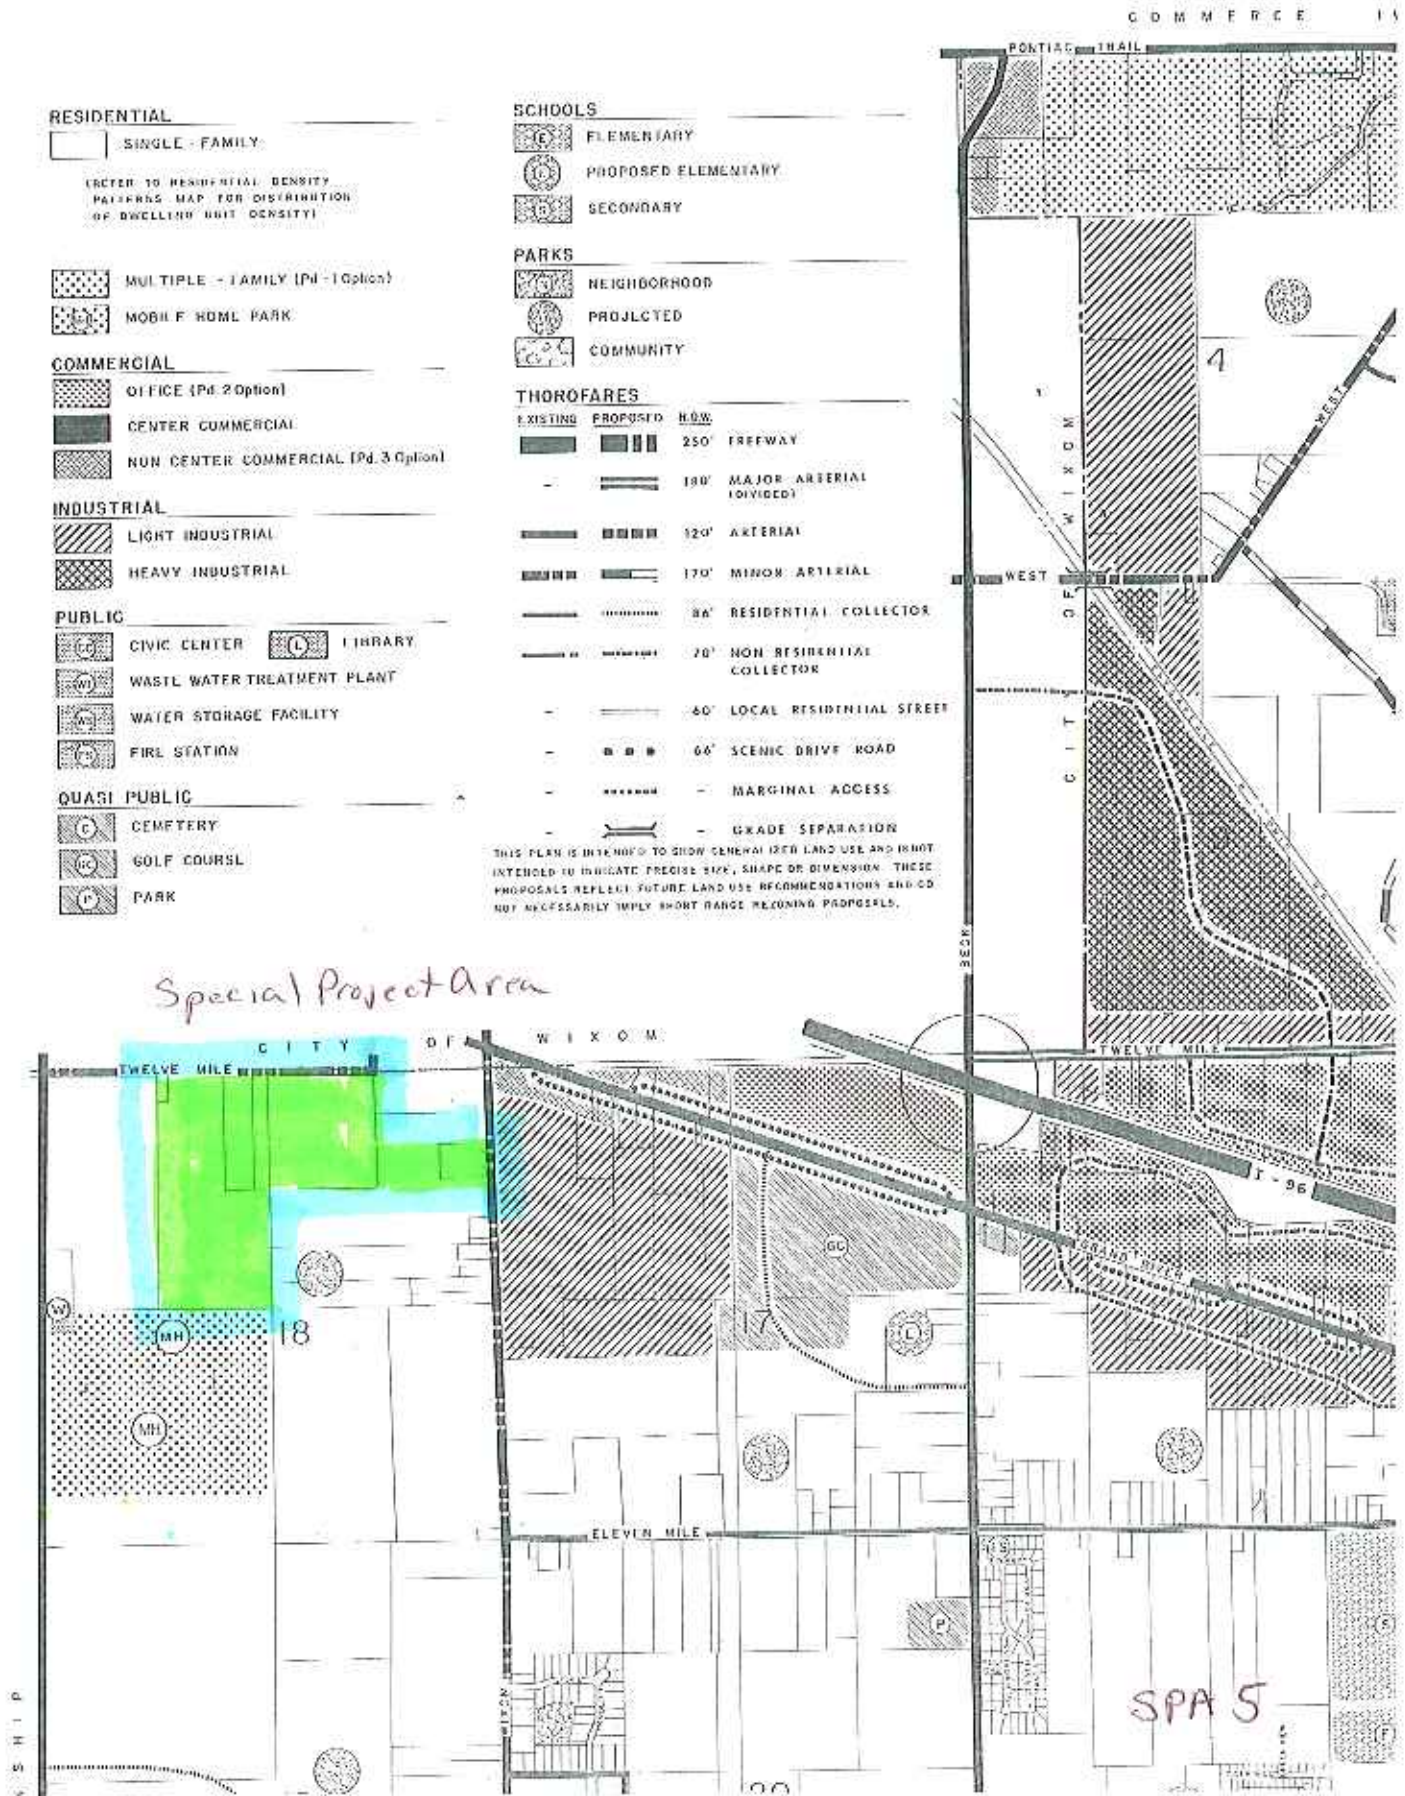 COMMERCE
PONTIAC TRAIL
RESIDENTIAL
SINGLE - FAMILY
(REFER TO RESIDENTIAL DENSITY
PATTERNS MAP FOR DISTRIBUTION
OF DWELLING UNIT DENSITY)
MULTIPLE - FAMILY (Pd-1 Option)
MH MOBILE HOME PARK
COMMERCIAL
OFFICE (Pd. 2 Option)
CENTER COMMERCIAL
NON CENTER COMMERCIAL (Pd. 3 Option)
INDUSTRIAL
LIGHT INDUSTRIAL
HEAVY INDUSTRIAL
PUBLIC
CC CIVIC CENTER L LIBRARY
WASTE WATER TREATMENT PLANT
WATER STORAGE FACILITY
FS FIRE STATION
QUASI PUBLIC
C CEMETERY
GC GOLF COURSE
P PARK
SCHOOLS
E ELEMENTARY
PROPOSED ELEMENTARY
S SECONDARY
PARKS
NEIGHBORHOOD
PROJECTED
COMMUNITY
THOROFARES
EXISTING PROPOSED R.O.W.
250' FREEWAY
- 180' MAJOR ARTERIAL
(DIVIDED)
120' ARTERIAL
170' MINOR ARTERIAL
86' RESIDENTIAL COLLECTOR
70' NON RESIDENTIAL
COLLECTOR
- 60' LOCAL RESIDENTIAL STREET
- 66' SCENIC DRIVE ROAD
- - MARGINAL ACCESS
- - GRADE SEPARATION
THIS PLAN IS INTENDED TO SHOW GENERALIZED LAND USE AND IS NOT
INTENDED TO INDICATE PRECISE SIZE, SHAPE OR DIMENSION. THESE
PROPOSALS REFLECT FUTURE LAND USE RECOMMENDATIONS AND DO
NOT NECESSARILY IMPLY SHORT RANGE REZONING PROPOSALS.
4
WEST
CITY OF WIXOM
WEST
BECK
Special Project Area
CITY OF WIXOM
TWELVE MILE
TWELVE MILE
I-96
GRAND RIVER
GC
W
MH
18
17
MH
ELEVEN MILE
P
S
SPA 5
F
20